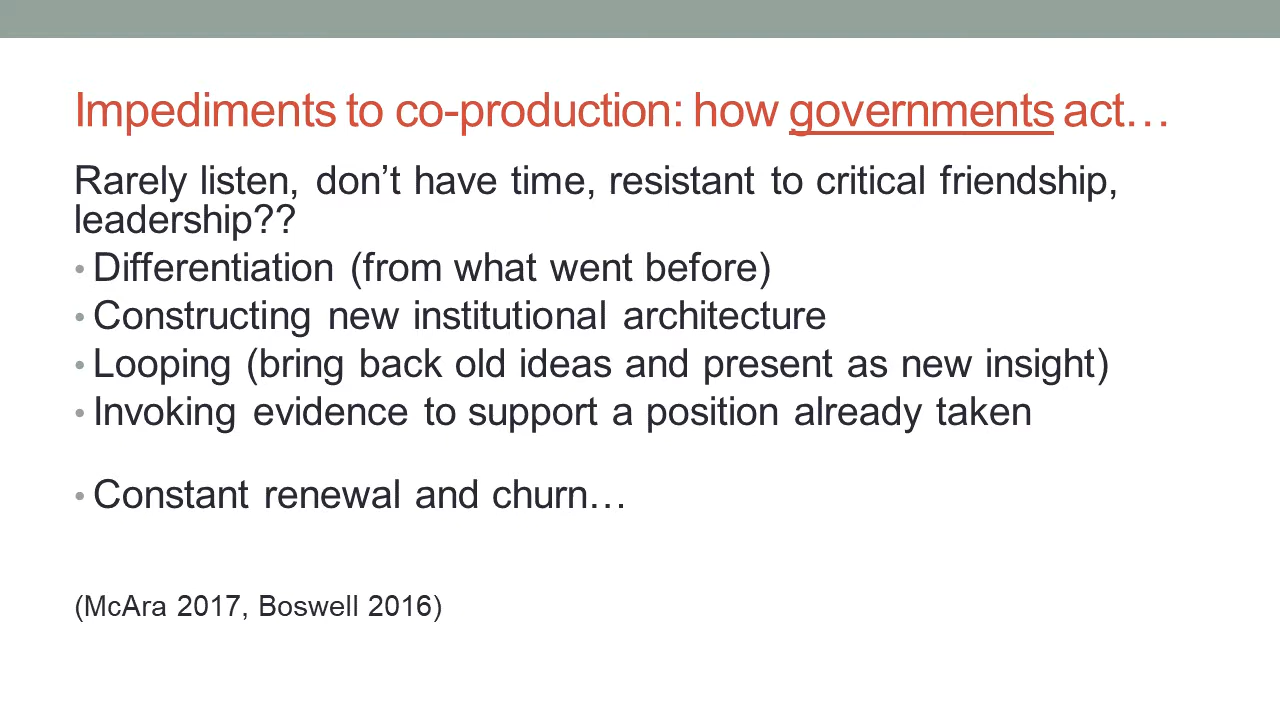 Impediments to co-production: how governments act…
Rarely listen, don’t have time, resistant to critical friendship,
leadership??
• Differentiation (from what went before)
• Constructing new institutional architecture
• Looping (bring back old ideas and present as new insight)
• Invoking evidence to support a position already taken
• Constant renewal and churn…
(McAra 2017, Boswell 2016)